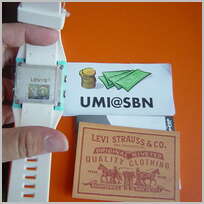 LEVI'S
UMI@SBN
LEVI STRAUSS & CO.
ORIGINAL RIVETED
QUALITY CLOTHING